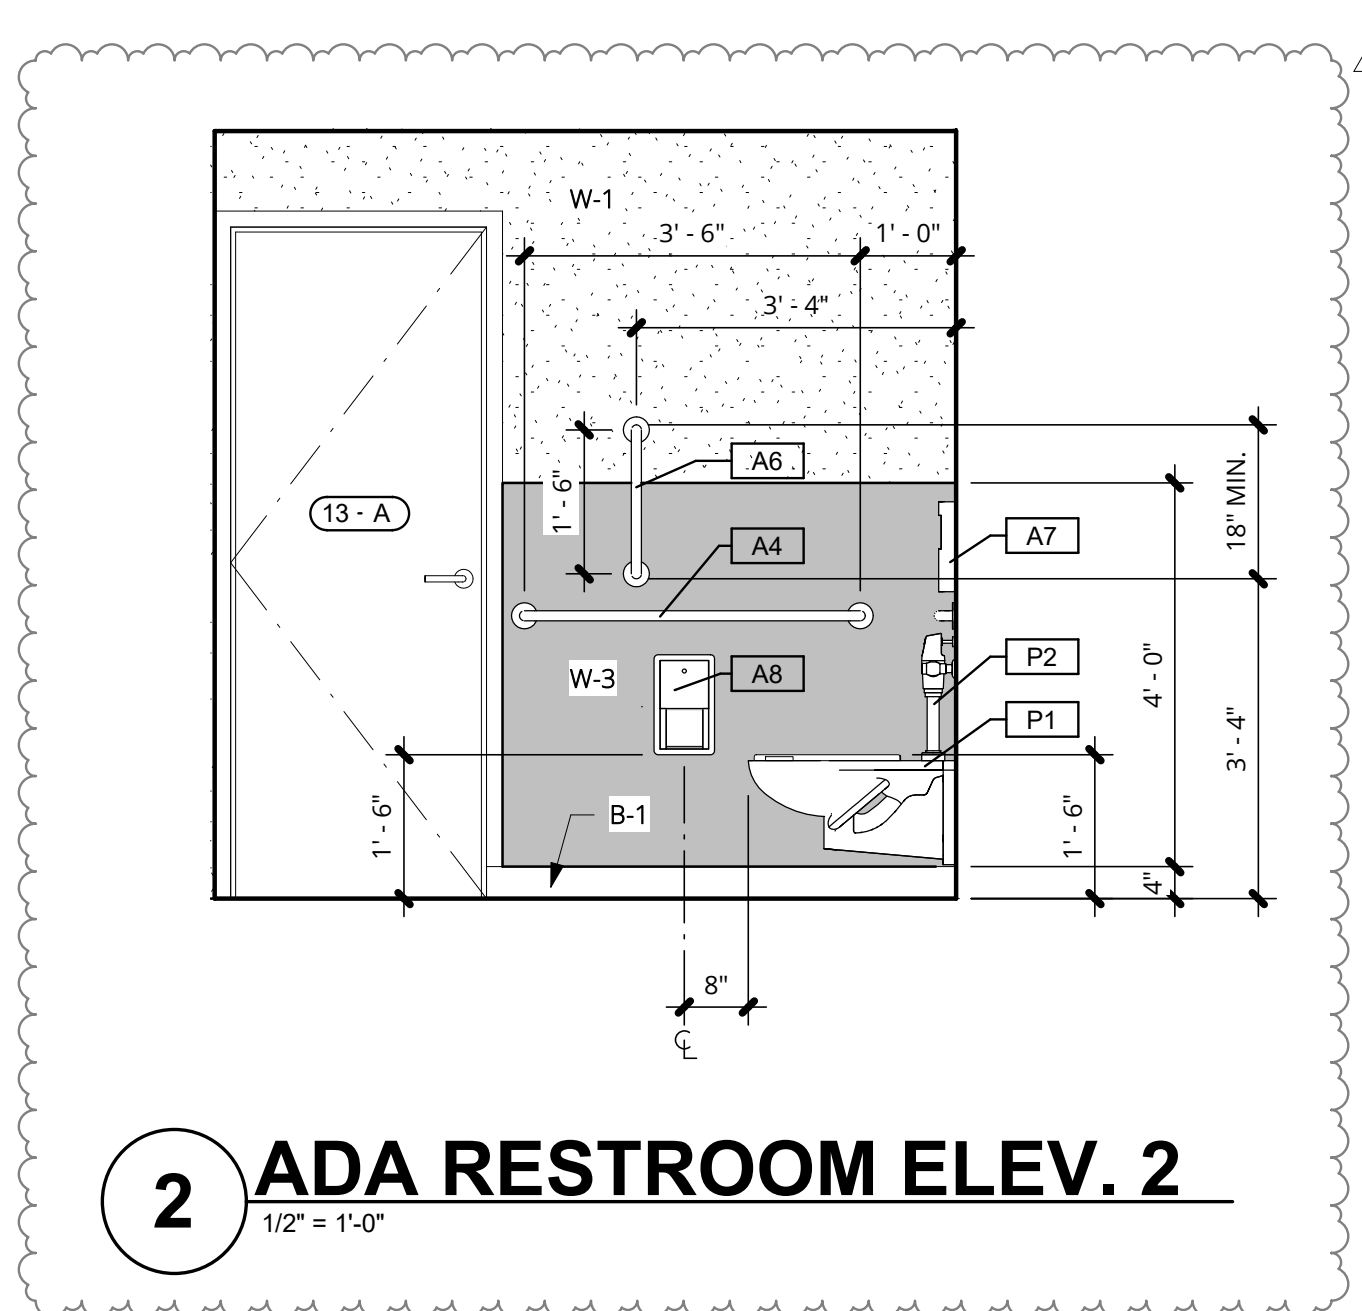 W-1
3' - 6"
1' - 0"
3' - 4"
A6
1' - 6"
18" MIN.
13 - A
A4
A7
W-3
A8
P2
4' - 0"
P1
3' - 4"
1' - 6"
B-1
1' - 6"
4"
8"
℄
2
ADA RESTROOM ELEV. 2
1/2" = 1'-0"